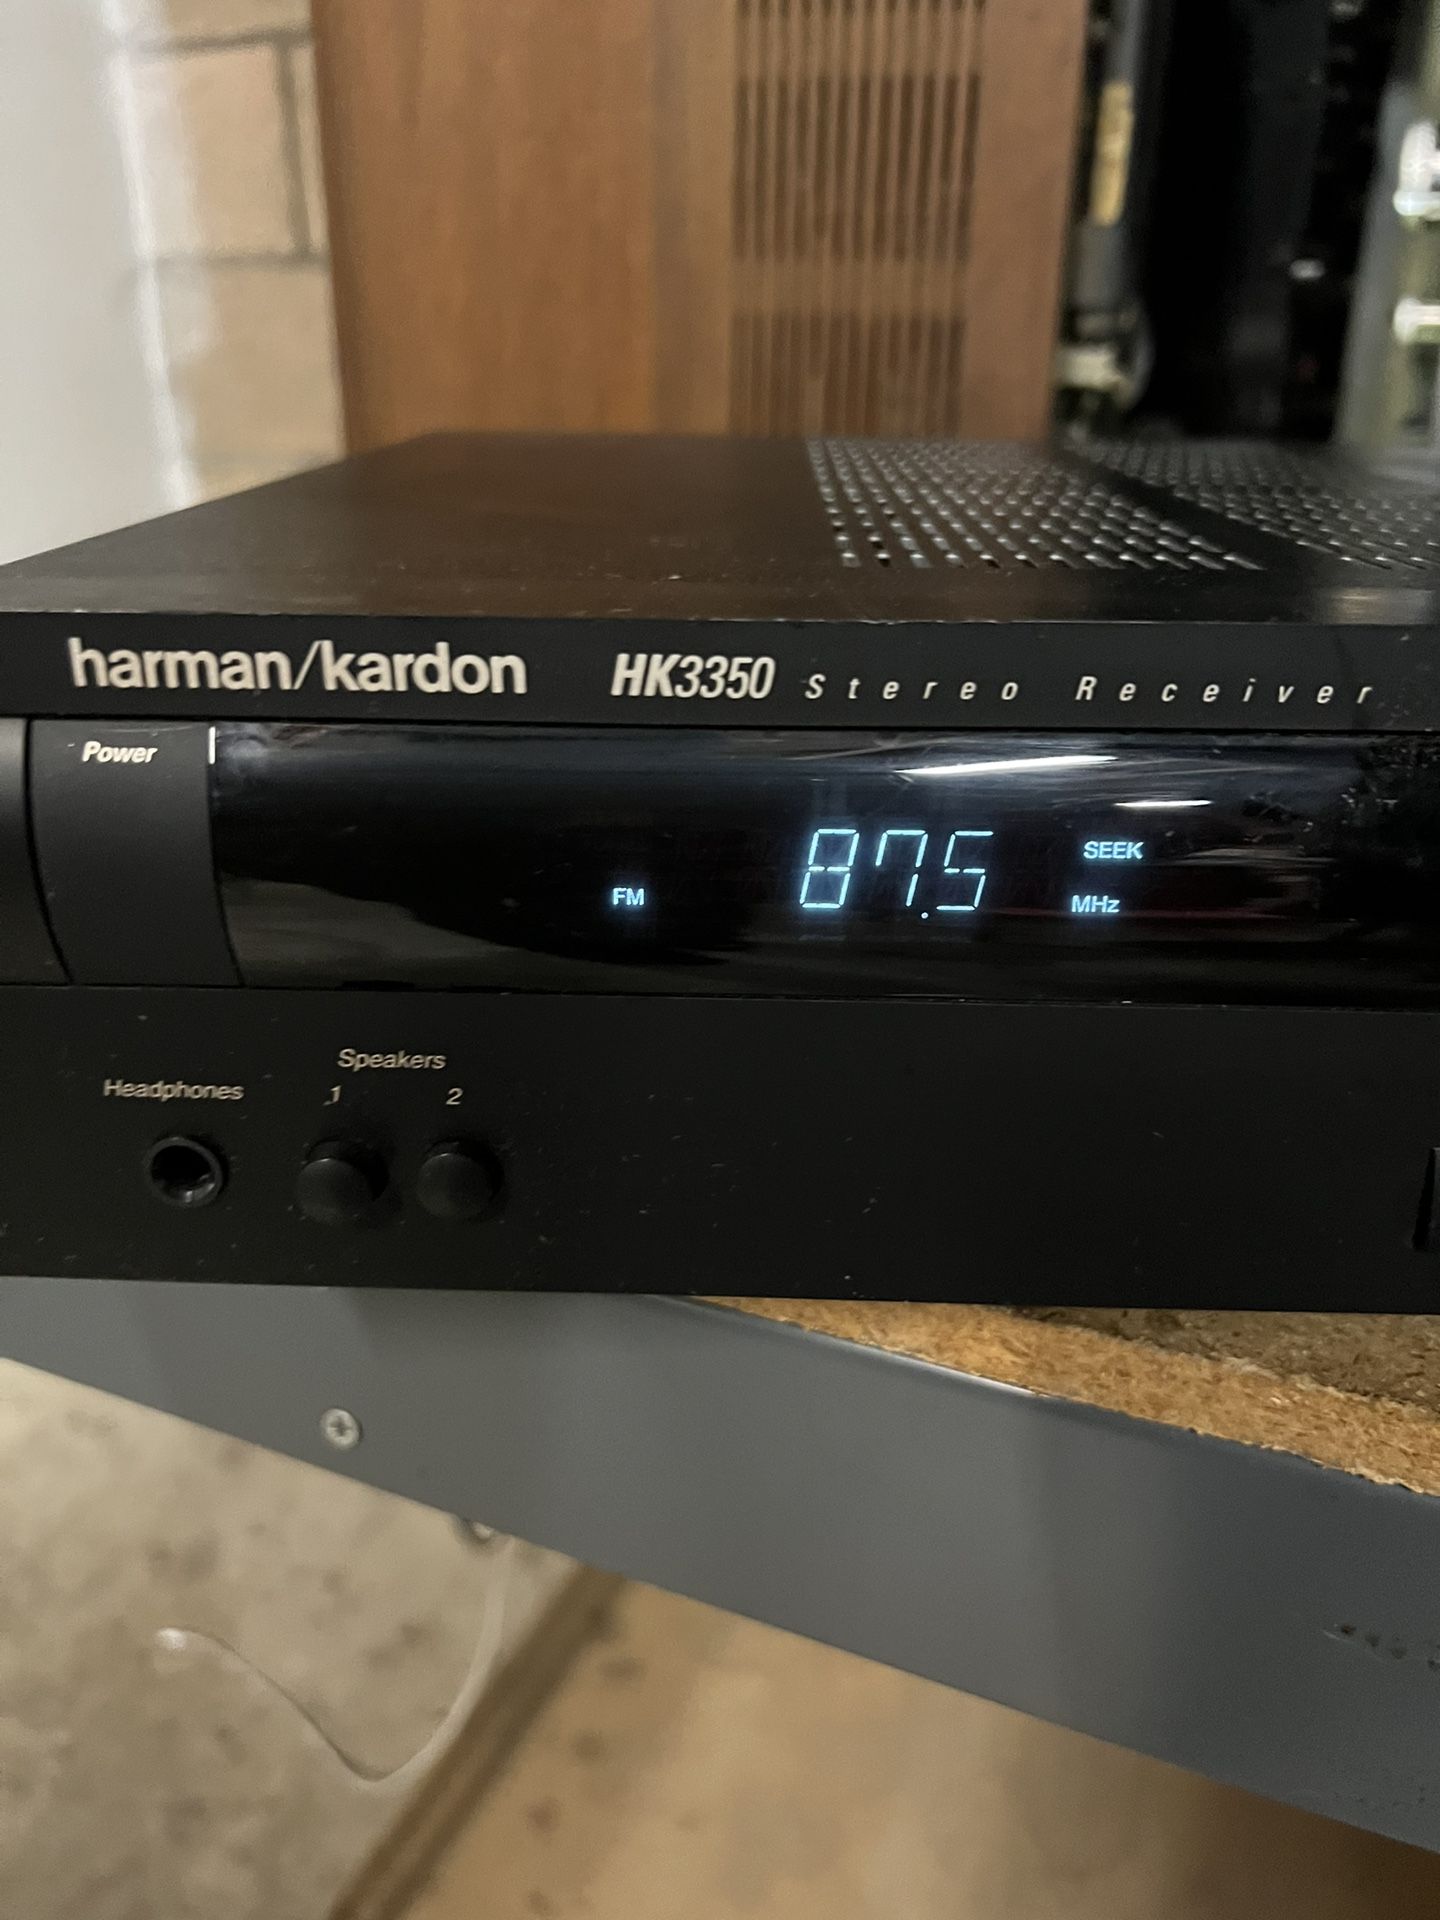 harman/kardon HK3350 Stereo Receiver
Power
SEEK
FM 87.5 MHz
Speakers
Headphones 1 2